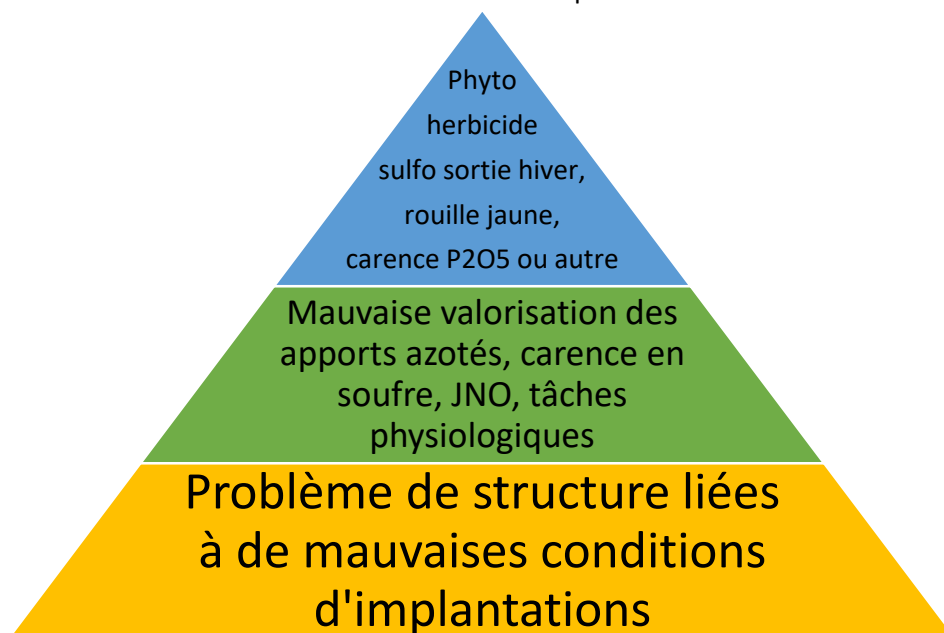 Phyto
herbicide
sulfo sortie hiver,
rouille jaune,
carence P2O5 ou autre
Mauvaise valorisation des
apports azotés, carence en
soufre, JNO, tâches
physiologiques
Problème de structure liées
à de mauvaises conditions
d'implantations